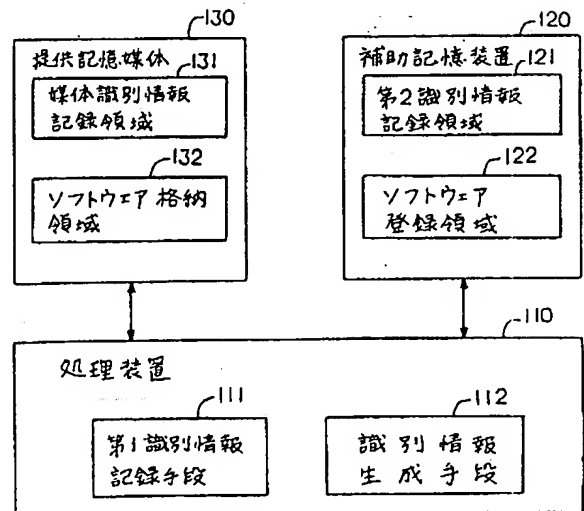 130
提供記憶媒体
131
媒体識別情報
記録領域
132
ソフトウェア格納
領域
120
補助記憶装置
121
第2識別情報
記録領域
122
ソフトウェア
登録領域
110
処理装置
111
第1識別情報
記録手段
112
識別情報
生成手段